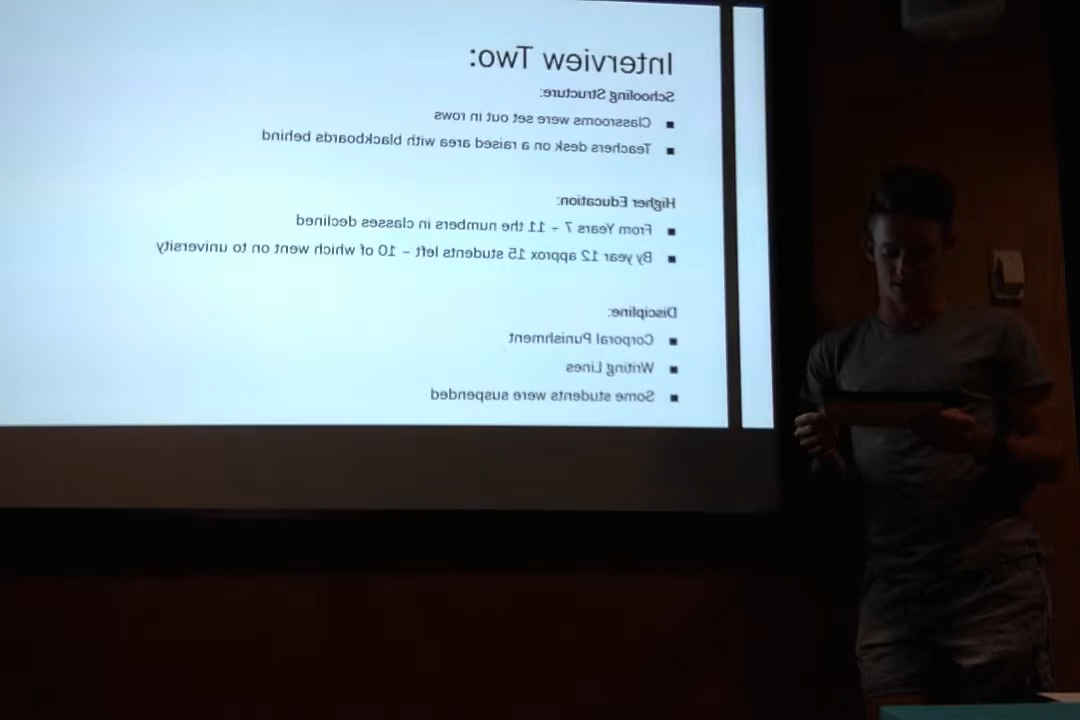 Interview Two:
Schooling Structure:
■ Classrooms were set out in rows
■ Teachers desk on a raised area with blackboards behind
Higher Education:
■ From Years 7 – 11 the numbers in classes declined
■ By year 12 approx 15 students left – 10 of which went on to university
Discipline:
■ Corporal Punishment
■ Writing Lines
■ Some students were suspended